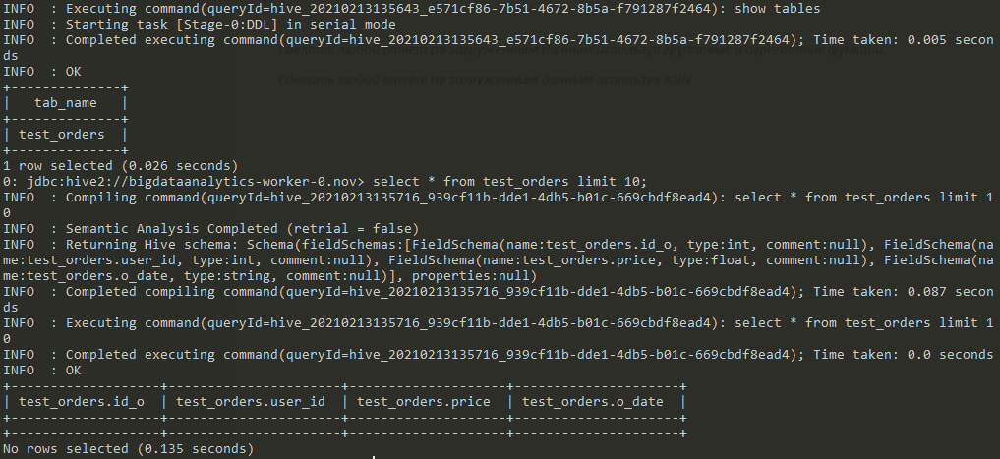 INFO  : Executing command(queryId=hive_20210213135643_e571cf86-7b51-4672-8b5a-f791287f2464): show tables
INFO  : Starting task [Stage-0:DDL] in serial mode
INFO  : Completed executing command(queryId=hive_20210213135643_e571cf86-7b51-4672-8b5a-f791287f2464); Time taken: 0.005 secon
ds
INFO  : OK
Сделать любой отчет по загруженным данным используя JOIN.
+--------------+
|   tab_name   |
+--------------+
| test_orders  |
+--------------+
1 row selected (0.026 seconds)
0: jdbc:hive2://bigdataanalytics-worker-0.nov> select * from test_orders limit 10;
INFO  : Compiling command(queryId=hive_20210213135716_939cf11b-dde1-4db5-b01c-669cbdf8ead4): select * from test_orders limit 1
0
INFO  : Semantic Analysis Completed (retrial = false)
INFO  : Returning Hive schema: Schema(fieldSchemas:[FieldSchema(name:test_orders.id_o, type:int, comment:null), FieldSchema(na
me:test_orders.user_id, type:int, comment:null), FieldSchema(name:test_orders.price, type:float, comment:null), FieldSchema(na
me:test_orders.o_date, type:string, comment:null)], properties:null)
INFO  : Completed compiling command(queryId=hive_20210213135716_939cf11b-dde1-4db5-b01c-669cbdf8ead4); Time taken: 0.087 secon
ds
INFO  : Executing command(queryId=hive_20210213135716_939cf11b-dde1-4db5-b01c-669cbdf8ead4): select * from test_orders limit 1
0
INFO  : Completed executing command(queryId=hive_20210213135716_939cf11b-dde1-4db5-b01c-669cbdf8ead4); Time taken: 0.0 seconds
INFO  : OK
+-------------------+----------------------+--------------------+---------------------+
| test_orders.id_o  | test_orders.user_id  | test_orders.price  | test_orders.o_date  |
+-------------------+----------------------+--------------------+---------------------+
+-------------------+----------------------+--------------------+---------------------+
No rows selected (0.135 seconds)